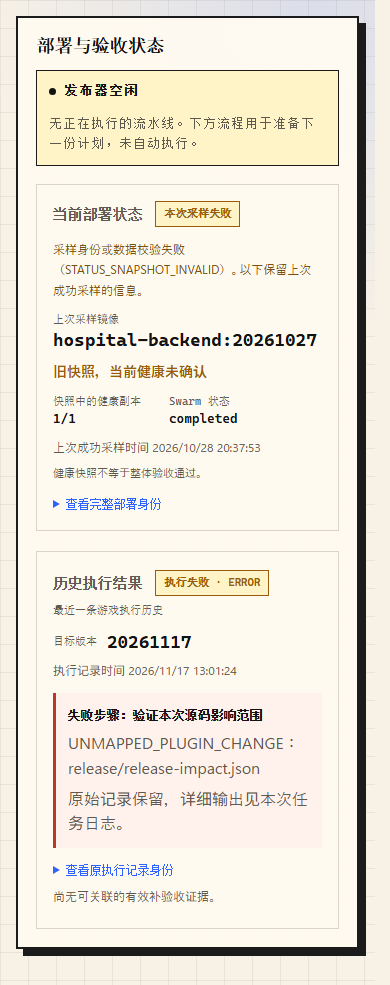 部署与验收状态
● 发布器空闲
无正在执行的流水线。下方流程用于准备下
一份计划，未自动执行。
当前部署状态 本次采样失败
采样身份或数据校验失败
（STATUS_SNAPSHOT_INVALID）。以下保留上次
成功采样的信息。
上次采样镜像
hospital-backend:20261027
旧快照，当前健康未确认
快照中的健康副本 Swarm 状态
1/1 completed
上次成功采样时间 2026/10/28 20:37:53
健康快照不等于整体验收通过。
▶ 查看完整部署身份
历史执行结果 执行失败 · ERROR
最近一条游戏执行历史
目标版本 20261117
执行记录时间 2026/11/17 13:01:24
失败步骤：验证本次源码影响范围
UNMAPPED_PLUGIN_CHANGE：
release/release-impact.json
原始记录保留，详细输出见本次任
务日志。
▶ 查看原执行记录身份
尚无可关联的有效补验收证据。